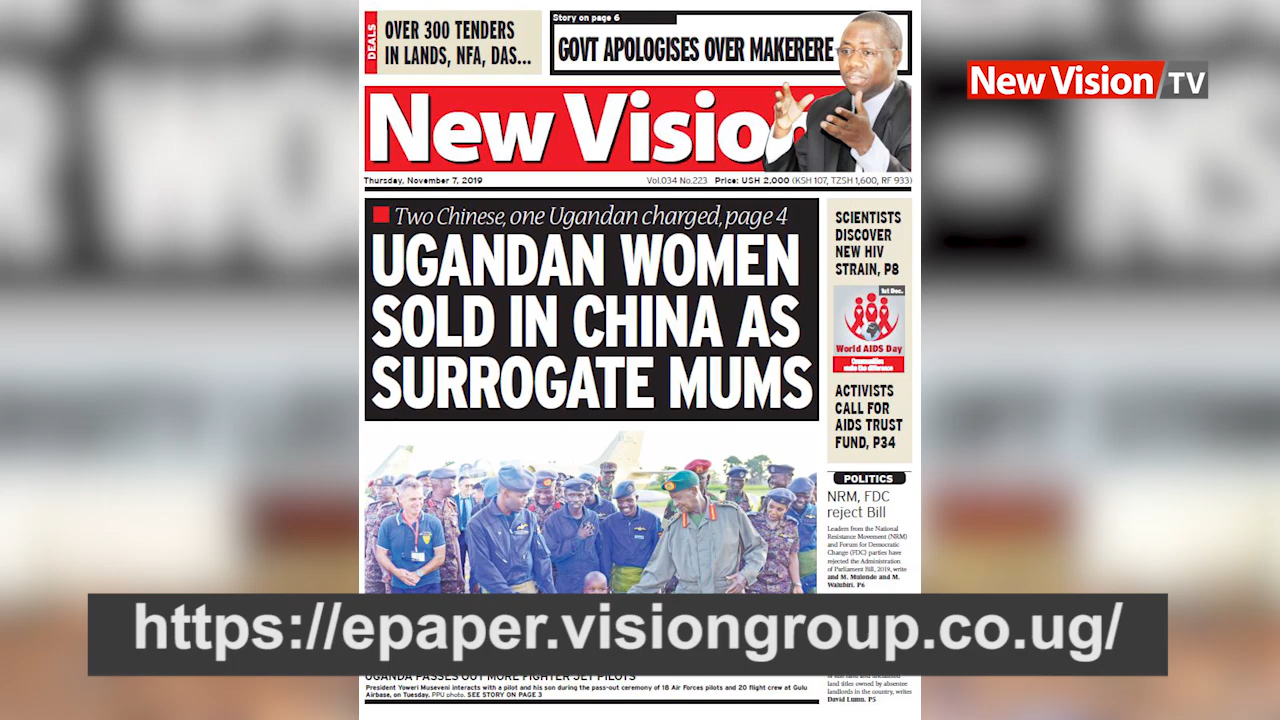 DEALS
OVER 300 TENDERS
IN LANDS, NFA, DAS...
Story on page 6
GOVT APOLOGISES OVER MAKERERE
New Vision TV
New Visio
Thursday, November 7, 2019
Vol.034 No.223 Price: USH 2,000 (KSH 107, TZSH 1,600, RF 933)
Two Chinese, one Ugandan charged, page 4
UGANDAN WOMEN
SOLD IN CHINA AS
SURROGATE MUMS
SCIENTISTS
DISCOVER
NEW HIV
STRAIN, P8
1st Dec.
World AIDS Day
Communities
make the difference
ACTIVISTS
CALL FOR
AIDS TRUST
FUND, P34
POLITICS
NRM, FDC
reject Bill
Leaders from the National
Resistance Movement (NRM)
and Forum for Democratic
Change (FDC) parties have
rejected the Administration
of Parliament Bill, 2019, write
and M. Mulondo and M.
Walubiri. P6
https://epaper.visiongroup.co.ug/
UGANDA PASSES OUT MORE FIGHTER JET PILOTS
President Yoweri Museveni interacts with a pilot and his son during the pass-out ceremony of 18 Air Forces pilots and 20 flight crew at Gulu
Airbase, on Tuesday. PPU photo. SEE STORY ON PAGE 3
land titles owned by absentee
landlords in the country, writes
David Lumu. P5